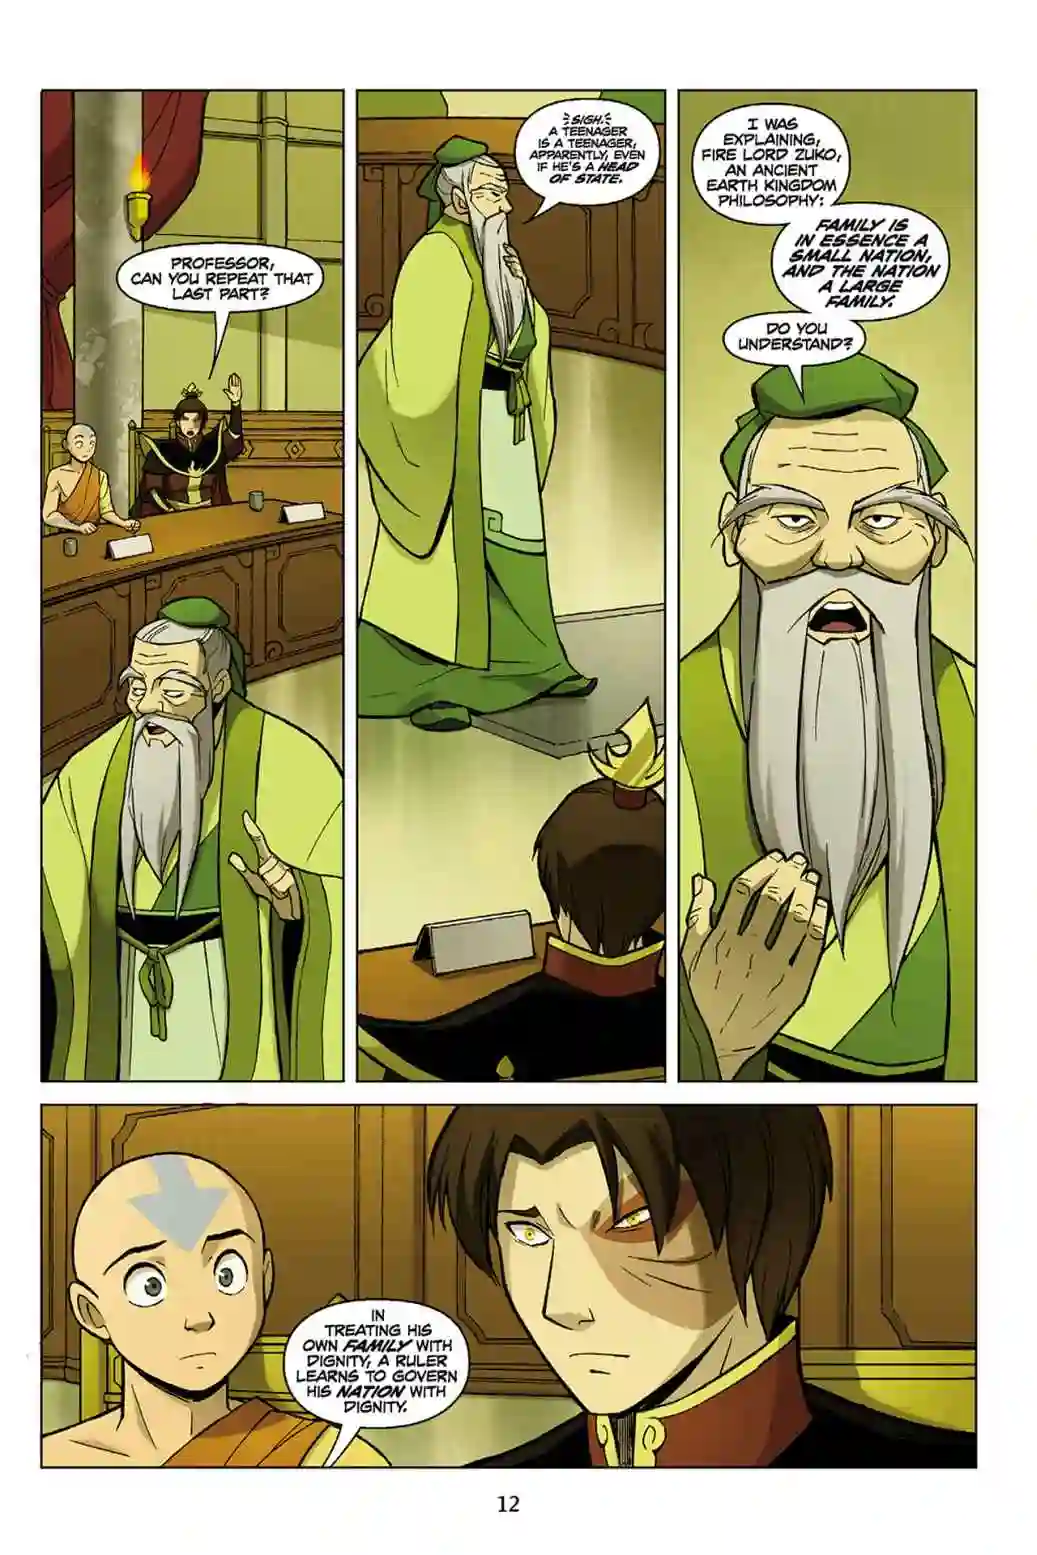 PROFESSOR,
CAN YOU REPEAT THAT
LAST PART?
SIGH.
A TEENAGER
IS A TEENAGER,
APPARENTLY, EVEN
IF HE'S A HEAD
OF STATE.
I WAS
EXPLAINING,
FIRE LORD ZUKO,
AN ANCIENT
EARTH KINGDOM
PHILOSOPHY:
FAMILY IS
IN ESSENCE A
SMALL NATION,
AND THE NATION
A LARGE
FAMILY.
DO YOU
UNDERSTAND?
IN
TREATING HIS
OWN FAMILY WITH
DIGNITY, A RULER
LEARNS TO GOVERN
HIS NATION WITH
DIGNITY.
12